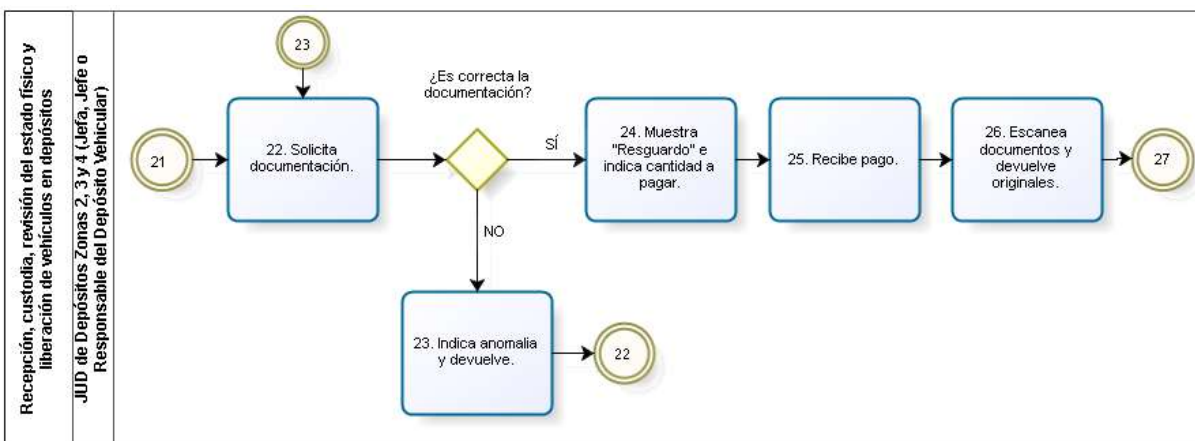 Recepción, custodia, revisión del estado físico y
liberación de vehículos en depósitos
JUD de Depósitos Zonas 2, 3 y 4 (Jefa, Jefe o
Responsable del Depósito Vehicular)
23
¿Es correcta la
documentación?
21
22. Solicita
documentación.
SÍ
24. Muestra
"Resguardo" e
indica cantidad a
pagar.
25. Recibe pago.
26. Escanea
documentos y
devuelve
originales.
27
NO
23. Indica anomalia
y devuelve.
22